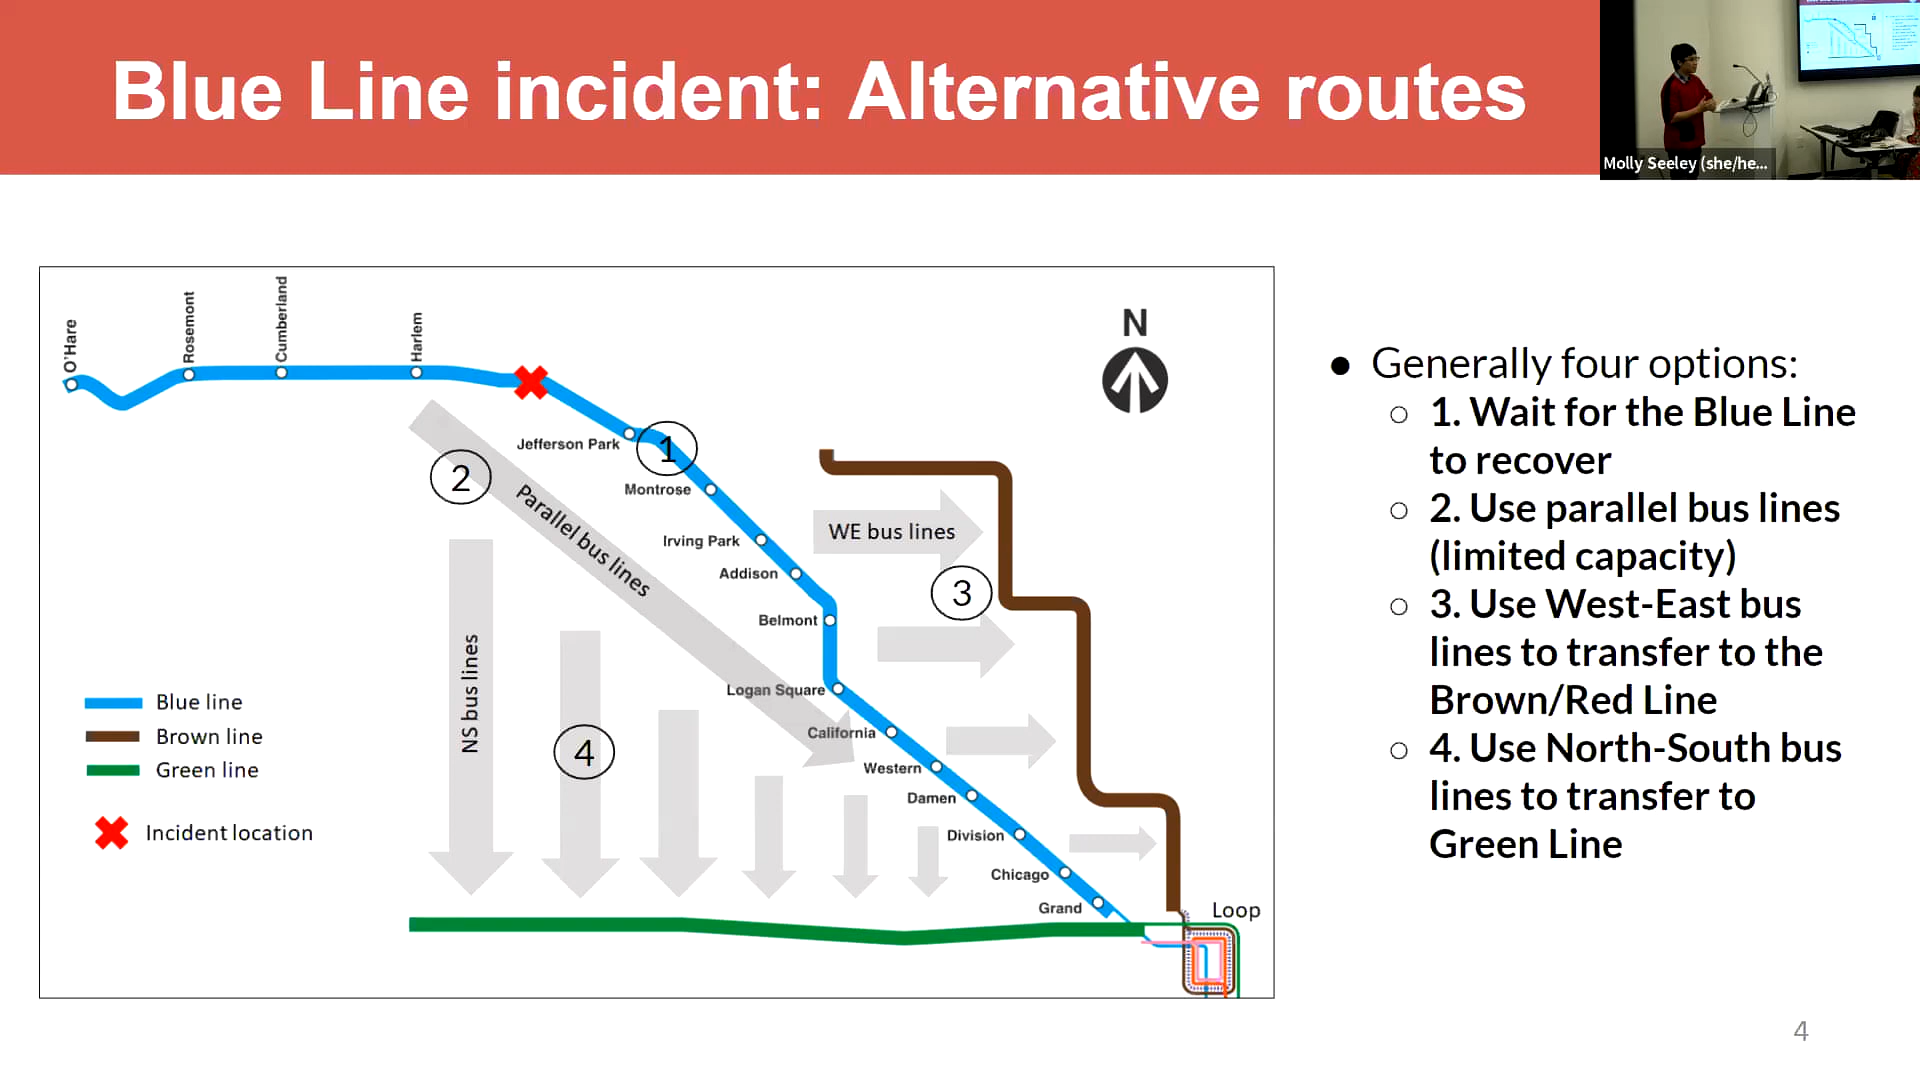 Blue Line incident: Alternative routes
Molly Seeley (she/he...
O'Hare
Rosemont
Cumberland
Harlem
N
Jefferson Park
1
2
Montrose
Parallel bus lines
Irving Park
WE bus lines
Addison
3
Belmont
NS bus lines
Logan Square
California
4
Western
Damen
Division
Chicago
Grand
Loop
Blue line
Brown line
Green line
Incident location
● Generally four options:
○ 1. Wait for the Blue Line
to recover
○ 2. Use parallel bus lines
(limited capacity)
○ 3. Use West-East bus
lines to transfer to the
Brown/Red Line
○ 4. Use North-South bus
lines to transfer to
Green Line
4